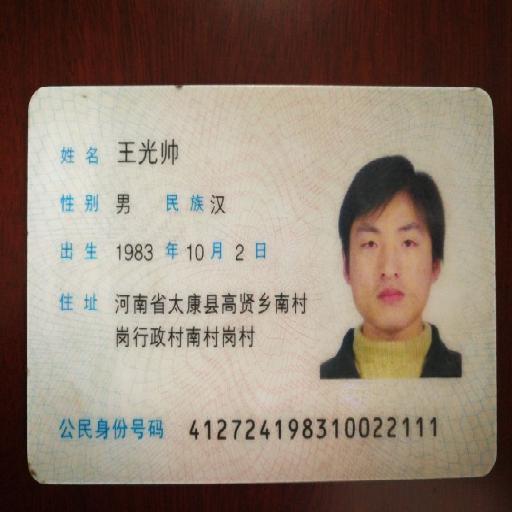 姓名 王光帅
性别 男 民族 汉
出生 1983 年 10 月 2 日
住址 河南省太康县高贤乡南村
岗行政村南村岗村
公民身份号码 412724198310022111